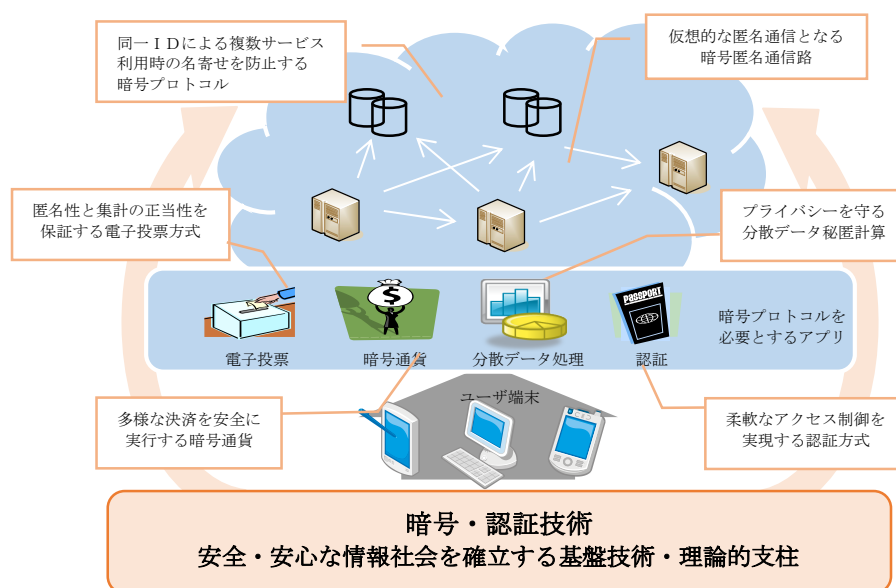 同一ＩＤによる複数サービス
利用時の名寄せを防止する
暗号プロトコル
仮想的な匿名通信となる
暗号匿名通信路
匿名性と集計の正当性を
保証する電子投票方式
プライバシーを守る
分散データ秘匿計算
PASSPORT
$
暗号プロトコルを
必要とするアプリ
電子投票
暗号通貨
分散データ処理
認証
ユーザ端末
多様な決済を安全に
実行する暗号通貨
柔軟なアクセス制御を
実現する認証方式
暗号・認証技術
安全・安心な情報社会を確立する基盤技術・理論的支柱